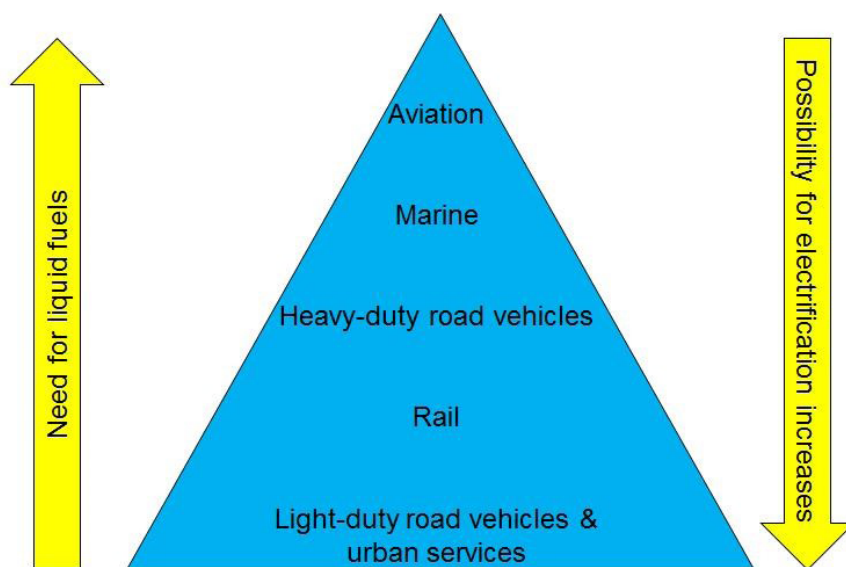 Aviation
Marine
Heavy-duty road vehicles
Rail
Light-duty road vehicles &
urban services
Need for liquid fuels
Possibility for electrification increases